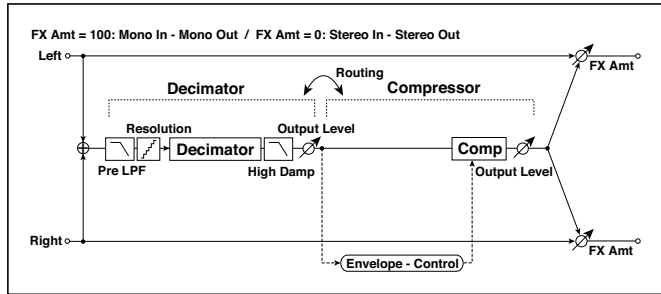 FX Amt = 100: Mono In - Mono Out / FX Amt = 0: Stereo In - Stereo Out
Left
FX Amt
Routing
Decimator
Compressor
Resolution
Output Level
Decimator
Comp
Pre LPF
High Damp
Output Level
Right
FX Amt
Envelope - Control